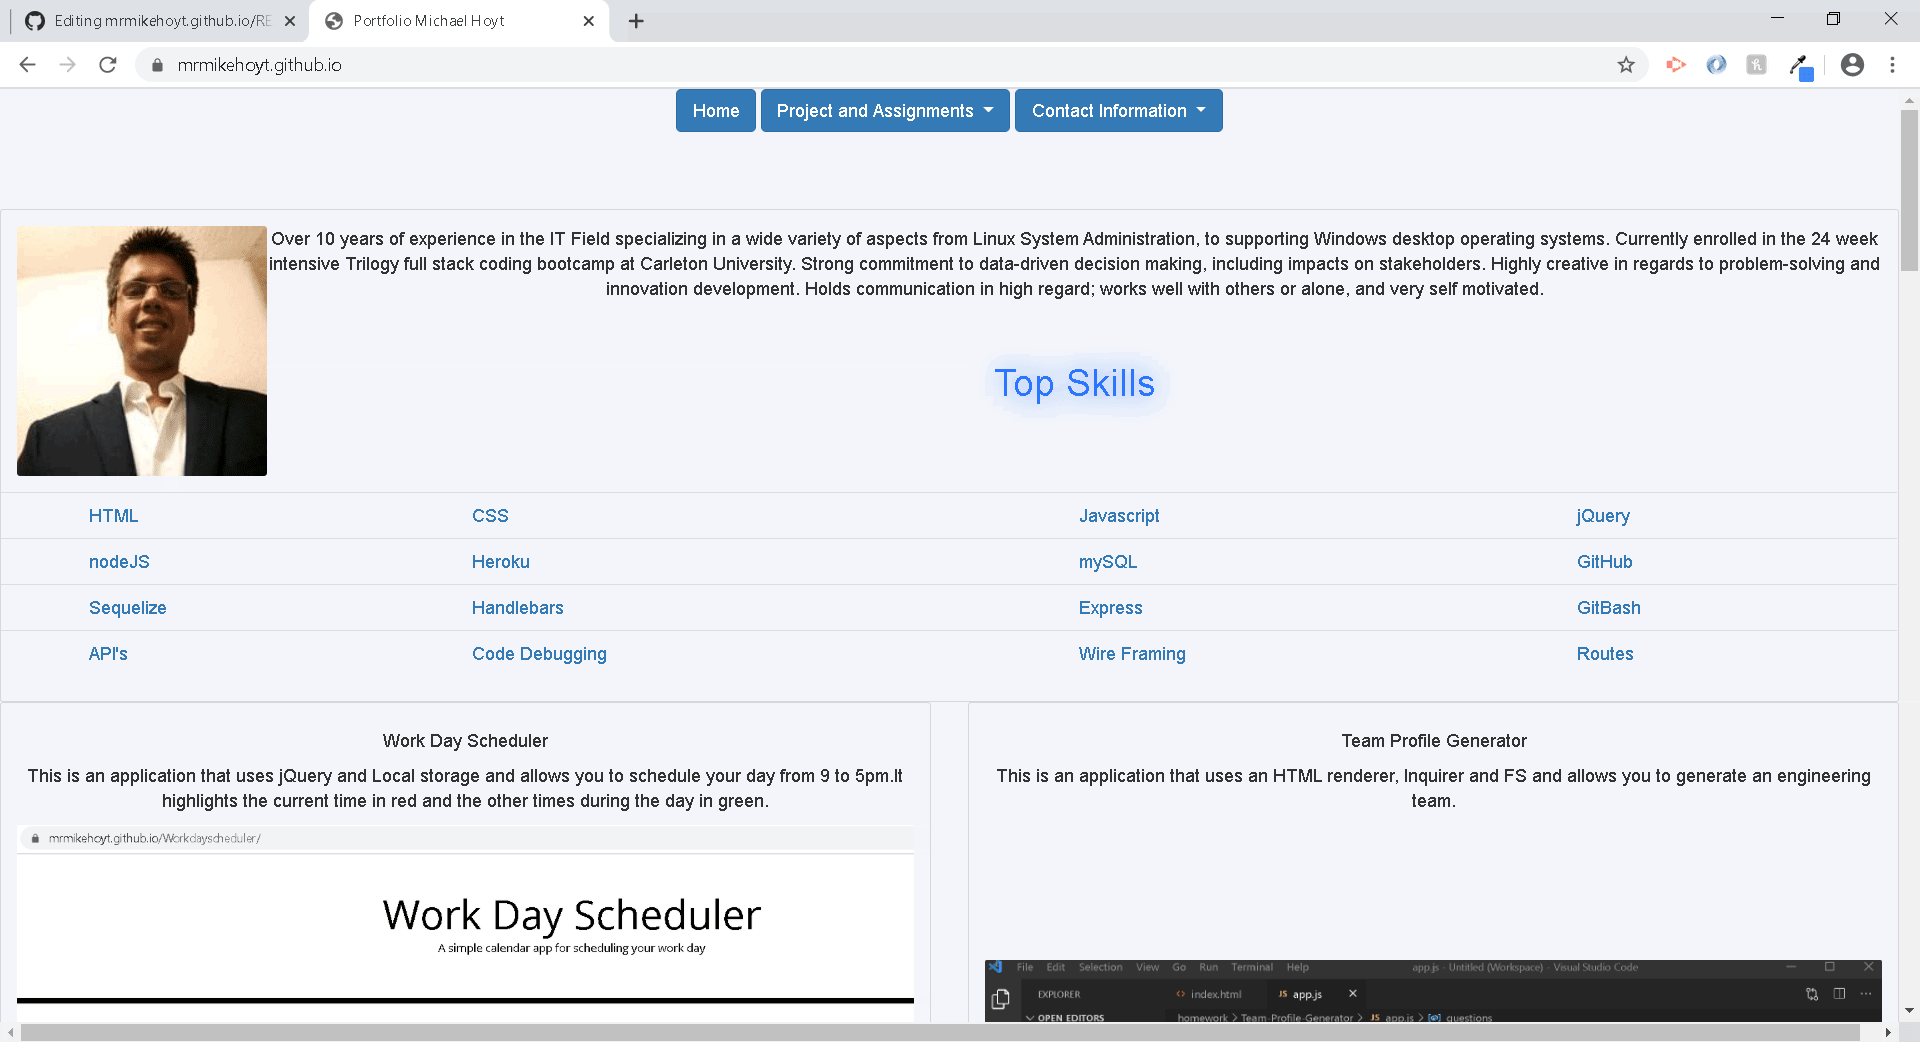 Editing mrmikehoyt.github.io/RE
Portfolio Michael Hoyt
mrmikehoyt.github.io
Home
Project and Assignments
Contact Information
Over 10 years of experience in the IT Field specializing in a wide variety of aspects from Linux System Administration, to supporting Windows desktop operating systems. Currently enrolled in the 24 week
intensive Trilogy full stack coding bootcamp at Carleton University. Strong commitment to data-driven decision making, including impacts on stakeholders. Highly creative in regards to problem-solving and
innovation development. Holds communication in high regard; works well with others or alone, and very self motivated.
Top Skills
HTML CSS Javascript jQuery
nodeJS Heroku mySQL GitHub
Sequelize Handlebars Express GitBash
API's Code Debugging Wire Framing Routes
Work Day Scheduler
This is an application that uses jQuery and Local storage and allows you to schedule your day from 9 to 5pm.It
highlights the current time in red and the other times during the day in green.
mrmikehoyt.github.io/Workdayscheduler/
Work Day Scheduler
A simple calendar app for scheduling your work day
Team Profile Generator
This is an application that uses an HTML renderer, Inquirer and FS and allows you to generate an engineering
team.
File Edit Selection View Go Run Terminal Help app.js - Untitled (Workspace) - Visual Studio Code
EXPLORER <> index.html JS app.js
OPEN EDITORS homework > Team-Profile-Generator > JS app.js > questions